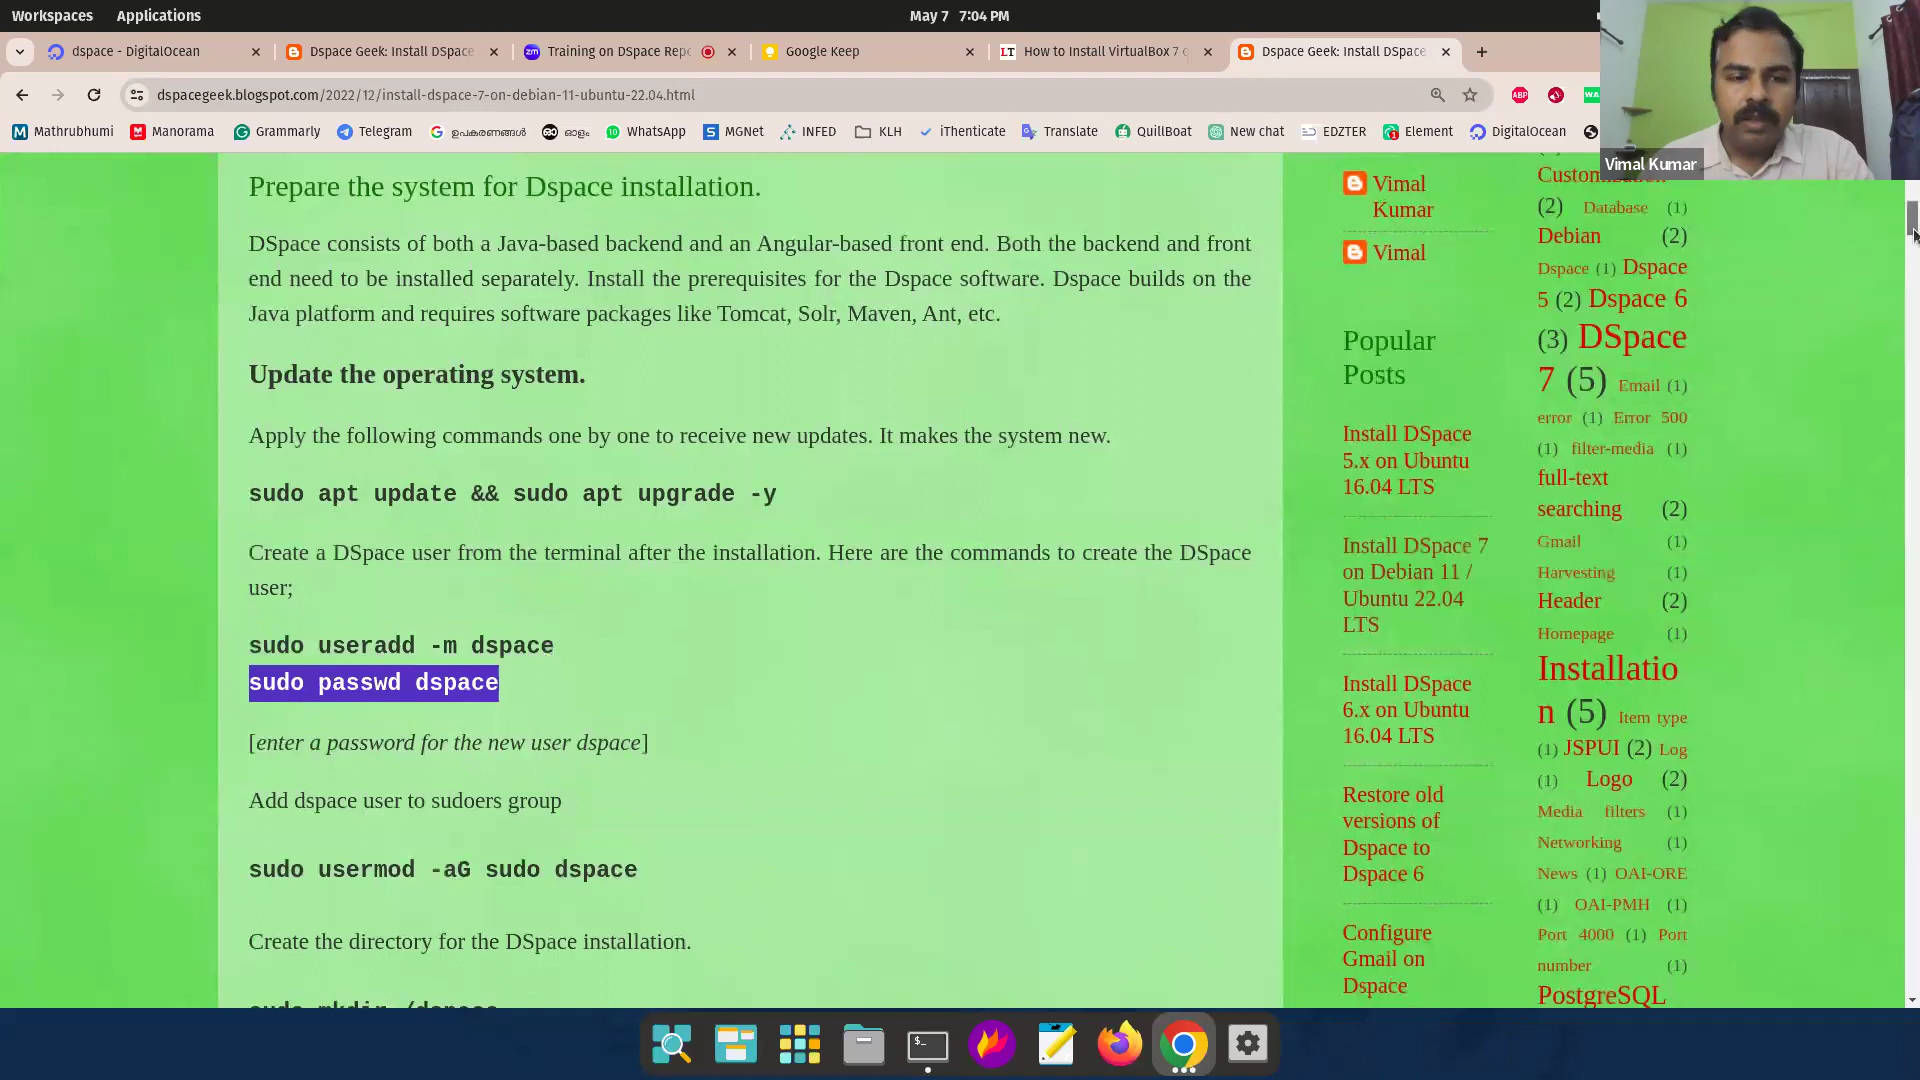 Workspaces Applications May 7 7:04 PM
dspace - DigitalOcean Dspace Geek: Install DSpace Training on DSpace Repo Google Keep How to Install VirtualBox 7 Dspace Geek: Install DSpace
dspacegeek.blogspot.com/2022/12/install-dspace-7-on-debian-11-ubuntu-22.04.html
Mathrubhumi Manorama Grammarly Telegram ഉപകരണങ്ങൾ ഓളം WhatsApp MGNet INFED KLH iThenticate Translate QuillBoat New chat EDZTER Element DigitalOcean
Vimal Kumar
Prepare the system for Dspace installation.
DSpace consists of both a Java-based backend and an Angular-based front end. Both the backend and front
end need to be installed separately. Install the prerequisites for the Dspace software. Dspace builds on the
Java platform and requires software packages like Tomcat, Solr, Maven, Ant, etc.
Update the operating system.
Apply the following commands one by one to receive new updates. It makes the system new.
sudo apt update && sudo apt upgrade -y
Create a DSpace user from the terminal after the installation. Here are the commands to create the DSpace
user;
sudo useradd -m dspace
sudo passwd dspace
[enter a password for the new user dspace]
Add dspace user to sudoers group
sudo usermod -aG sudo dspace
Create the directory for the DSpace installation.
sudo mkdir /dspace
Vimal
Kumar
Vimal
Popular
Posts
Install DSpace
5.x on Ubuntu
16.04 LTS
Install DSpace 7
on Debian 11 /
Ubuntu 22.04
LTS
Install DSpace
6.x on Ubuntu
16.04 LTS
Restore old
versions of
Dspace to
Dspace 6
Configure
Gmail on
Dspace
Customization
(2) Database (1)
Debian (2)
Dspace (1) Dspace
5 (2) Dspace 6
(3) DSpace
7 (5) Email (1)
error (1) Error 500
(1) filter-media (1)
full-text
searching (2)
Gmail (1)
Harvesting (1)
Header (2)
Homepage (1)
Installatio
n (5) Item type
(1) JSPUI (2) Log
(1) Logo (2)
Media filters (1)
Networking (1)
News (1) OAI-ORE
(1) OAI-PMH (1)
Port 4000 (1) Port
number (1)
PostgreSQL